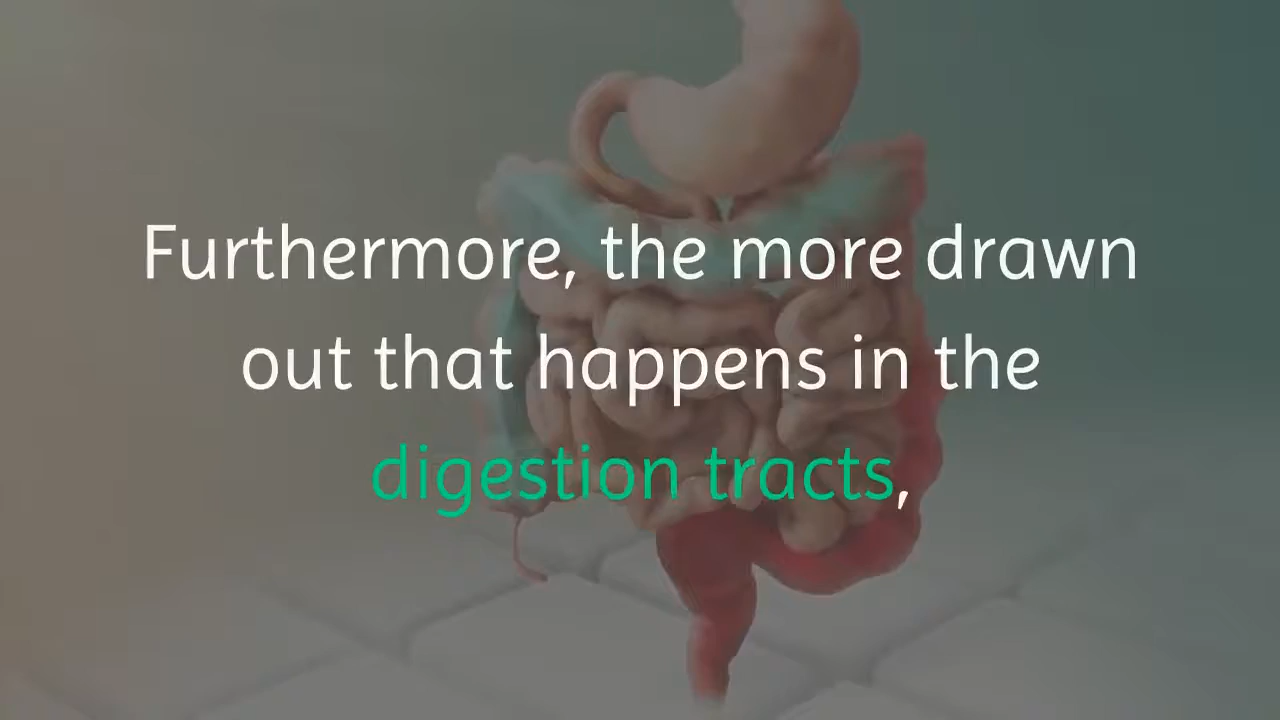 Furthermore, the more drawn
out that happens in the
digestion tracts,